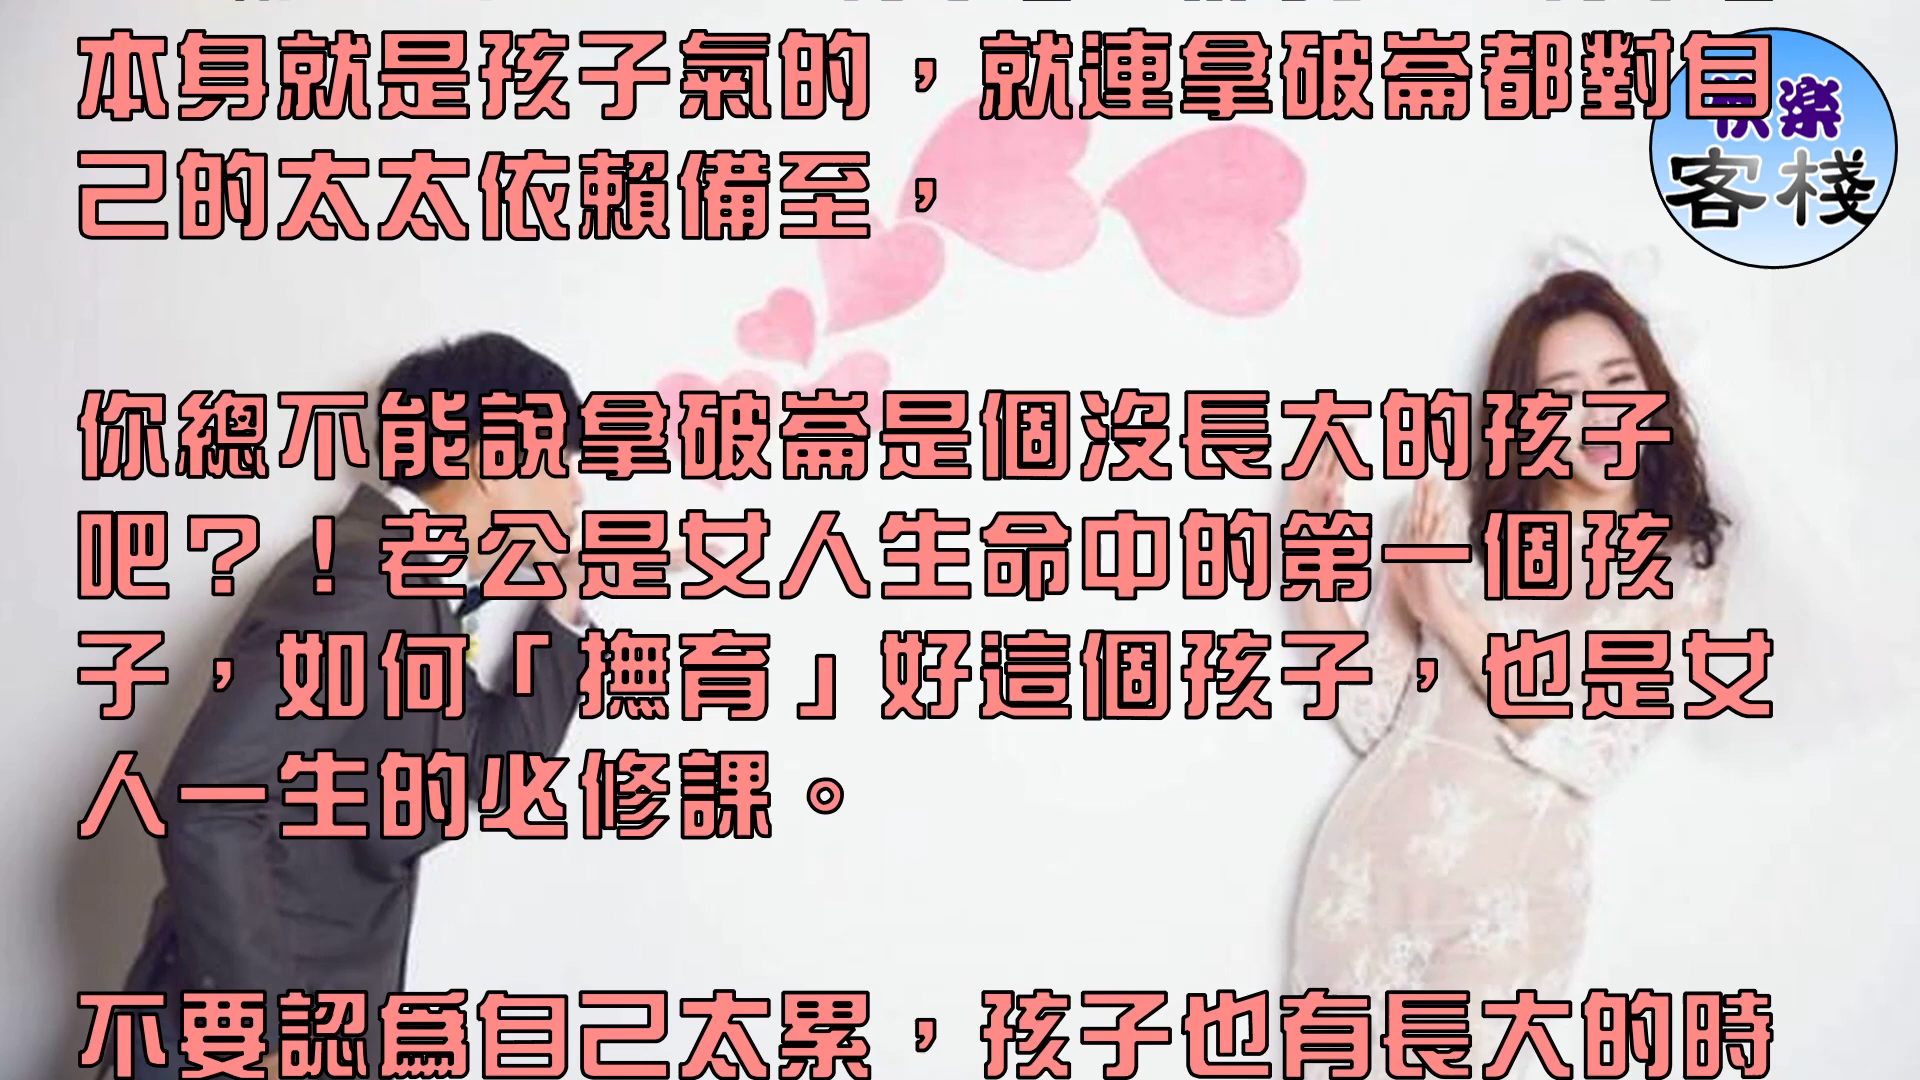 本身就是孩子氣的，就連拿破崙都對自
己的太太依賴備至，
你總不能說拿破崙是個沒長大的孩子
吧？！老公是女人生命中的第一個孩
子，如何「撫育」好這個孩子，也是女
人一生的必修課。
不要認為自己太累，孩子也有長大的時
樂
客栈